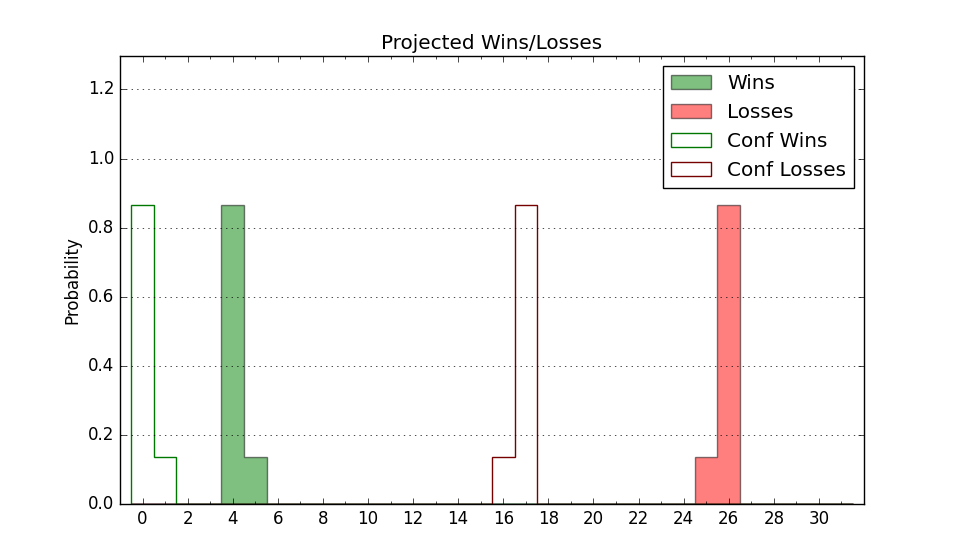 Projected Wins/Losses
1.2
1.0
0.8
0.6
0.4
0.2
0.0
Probability
Wins
Losses
Conf Wins
Conf Losses
0 2 4 6 8 10 12 14 16 18 20 22 24 26 28 30